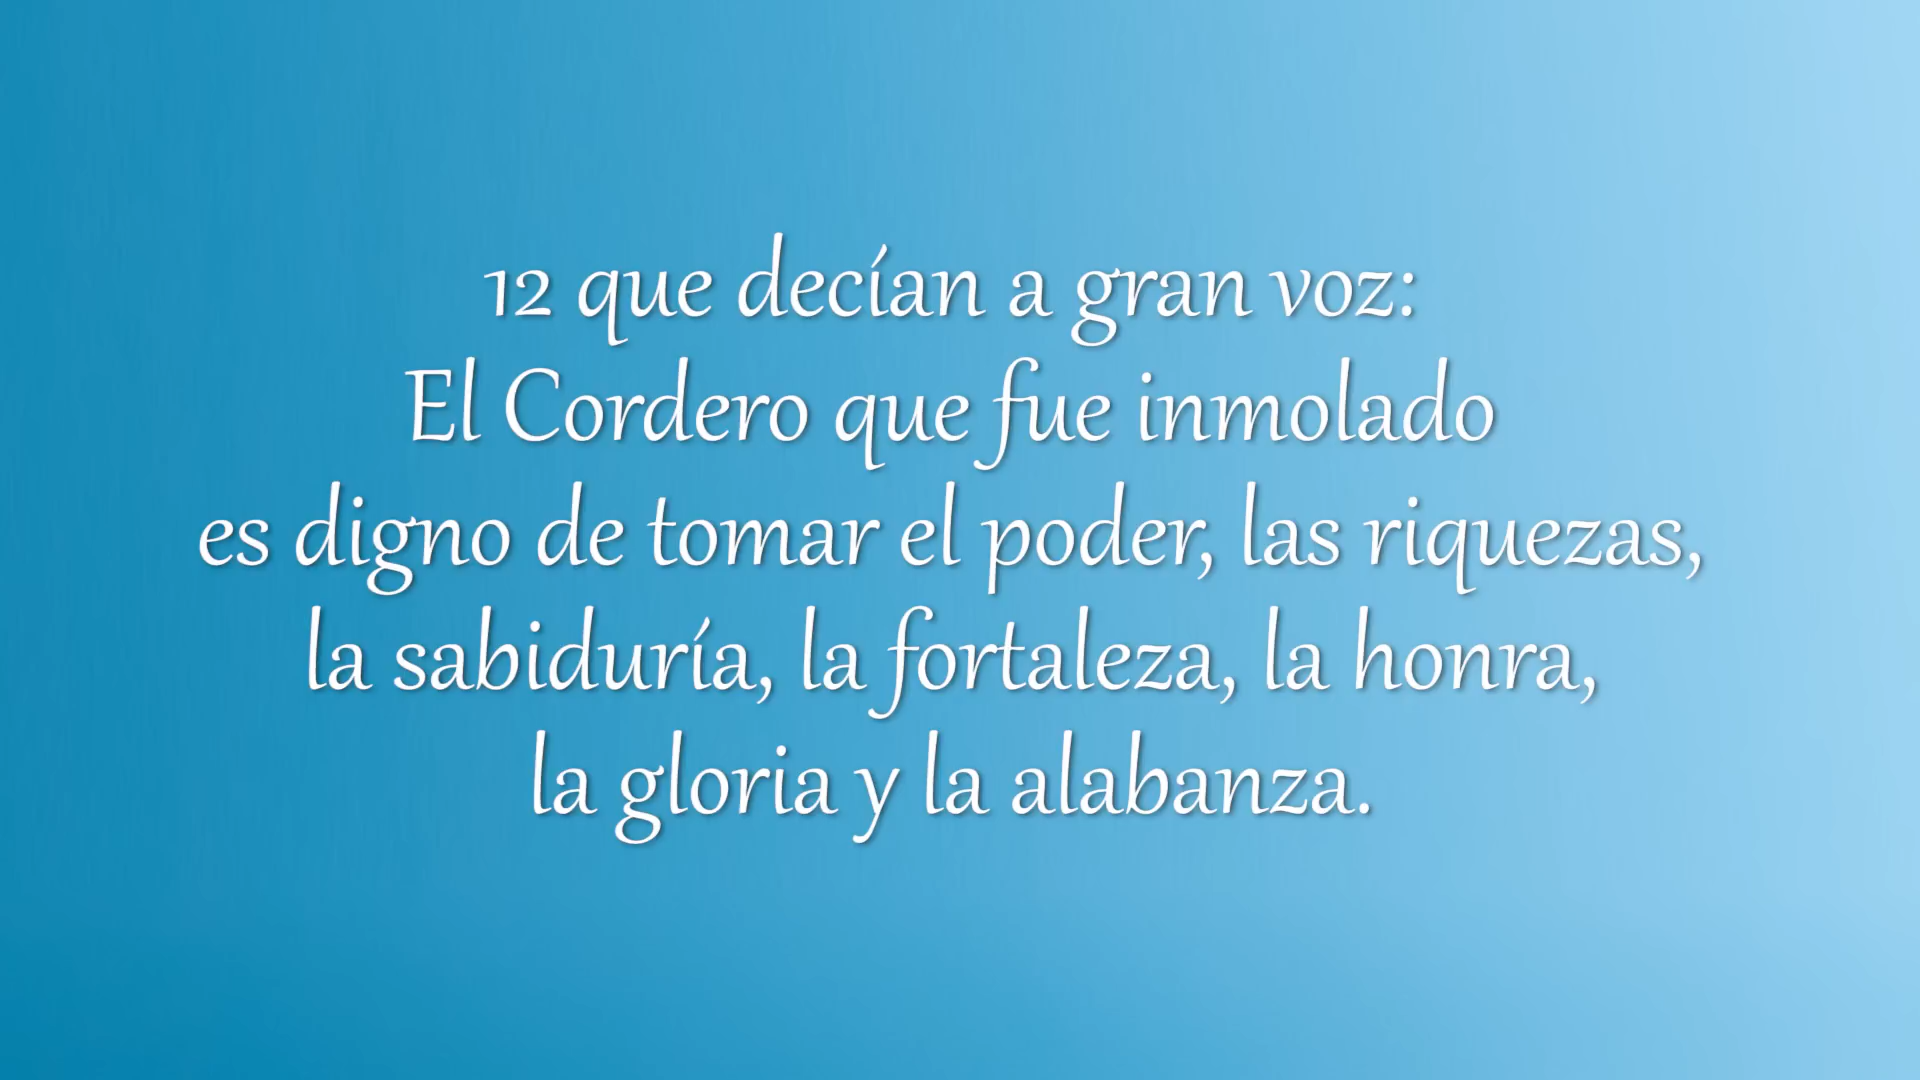 12 que decían a gran voz:
El Cordero que fue inmolado
es digno de tomar el poder, las riquezas,
la sabiduría, la fortaleza, la honra,
la gloria y la alabanza.